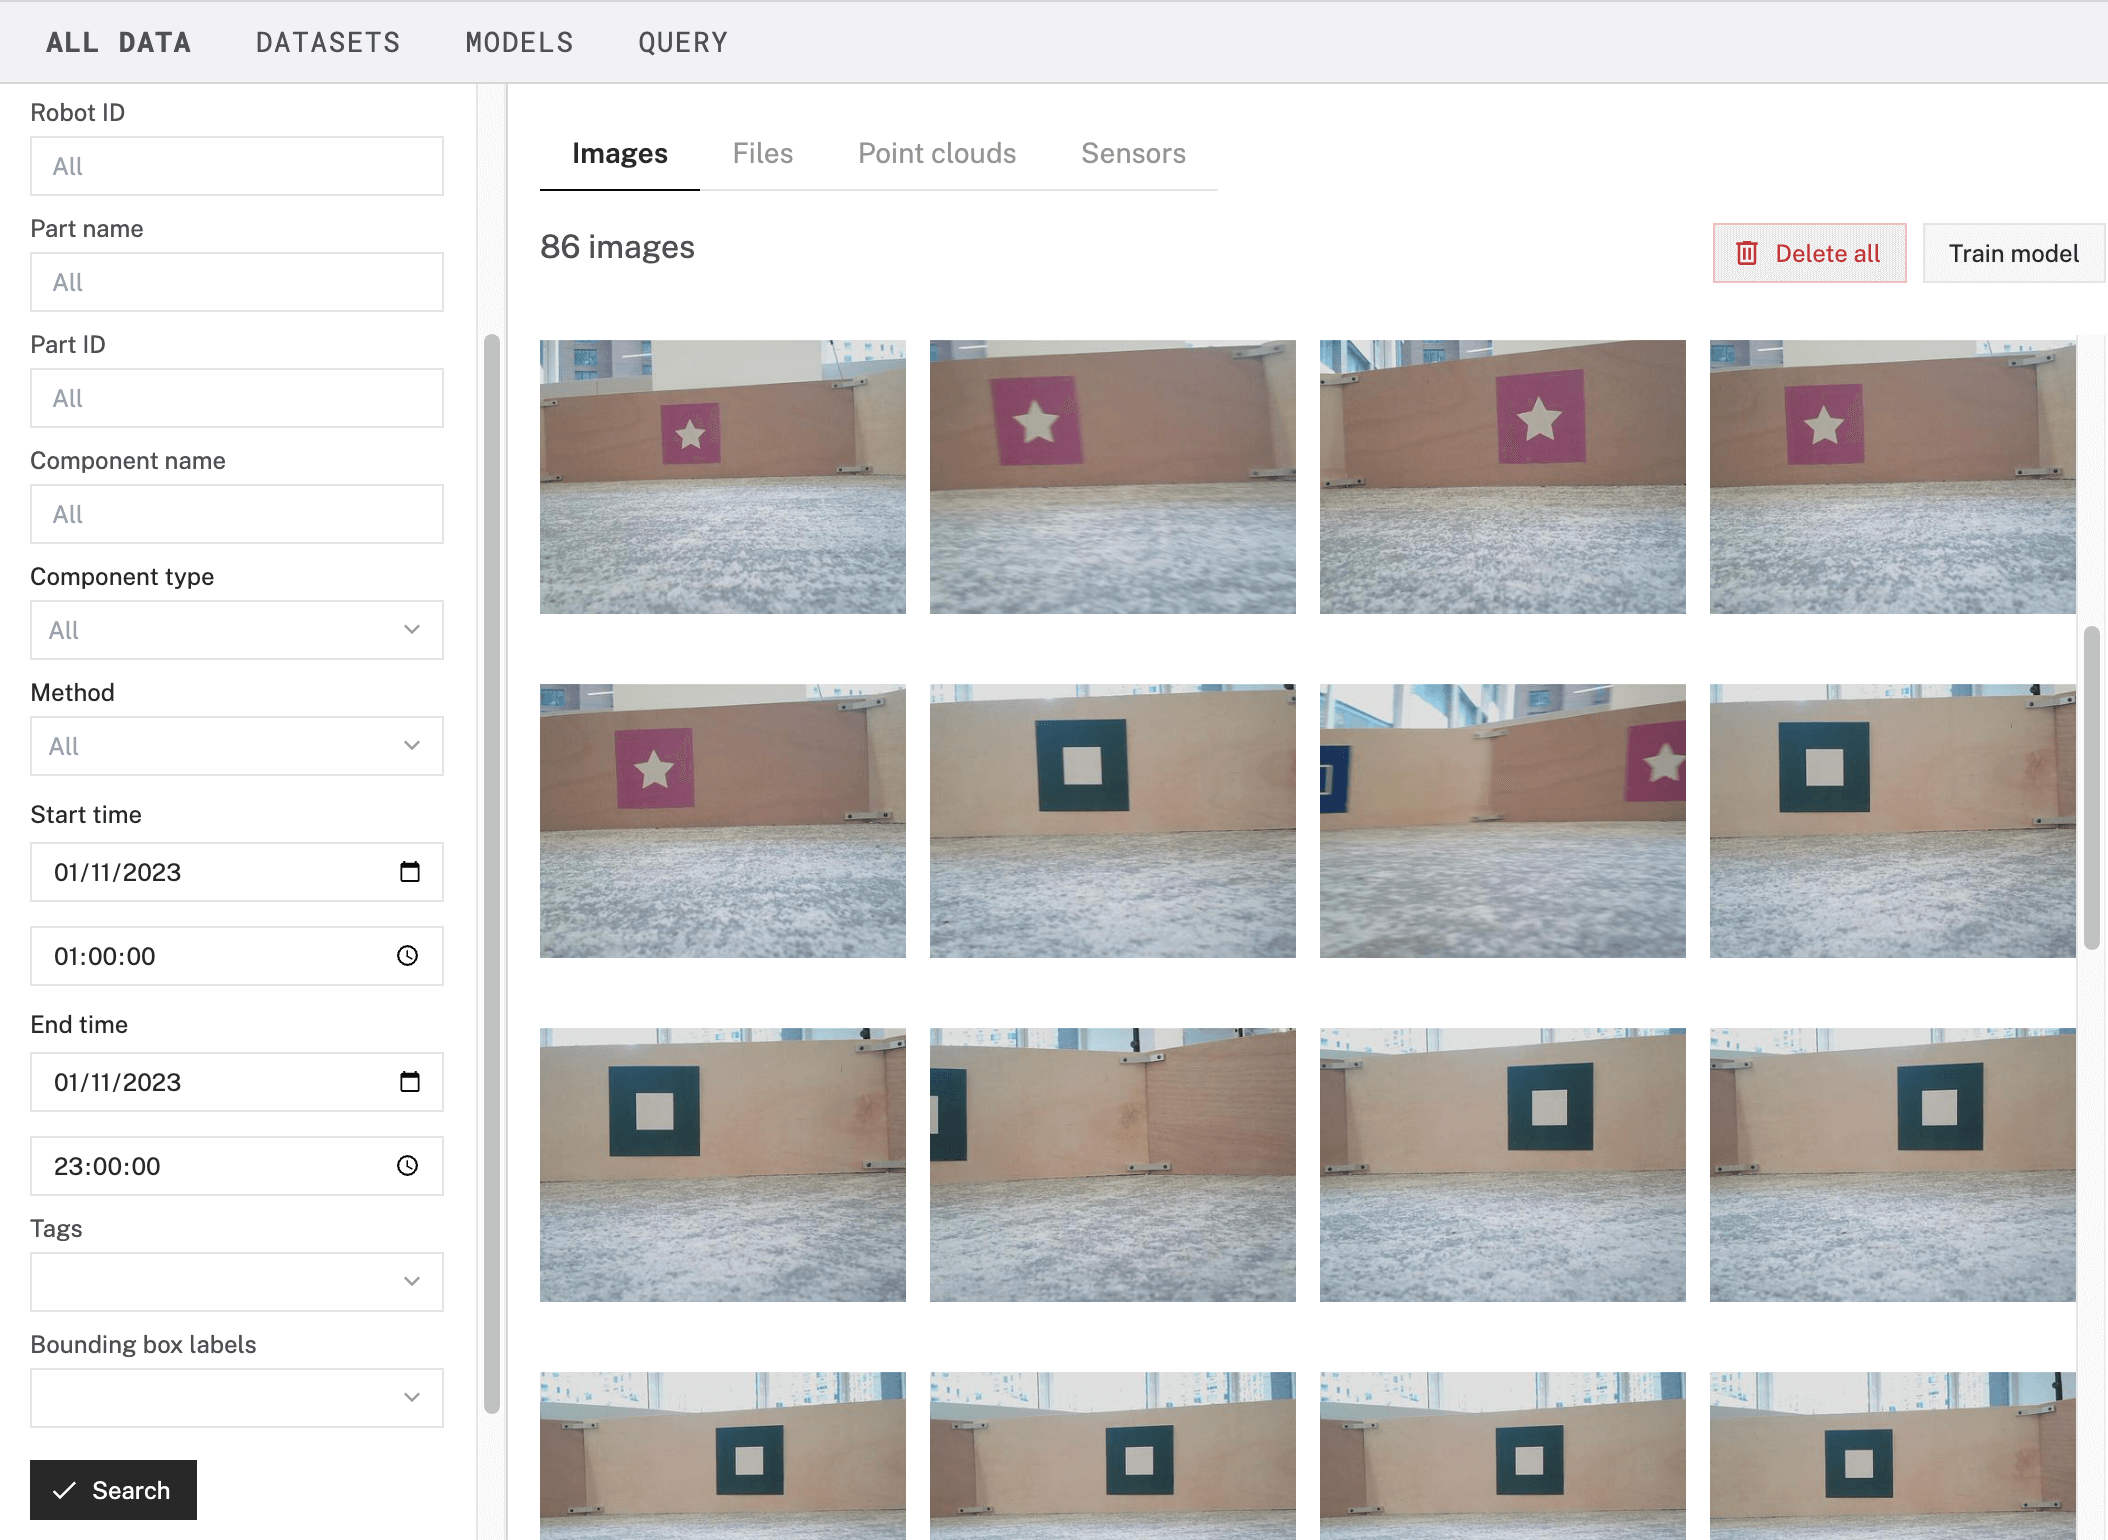 ALL DATA DATASETS MODELS QUERY
Robot ID
All
Part name
All
Part ID
All
Component name
All
Component type
All
Method
All
Start time
01/11/2023
01:00:00
End time
01/11/2023
23:00:00
Tags
Bounding box labels
Search
Images Files Point clouds Sensors
86 images
Delete all Train model